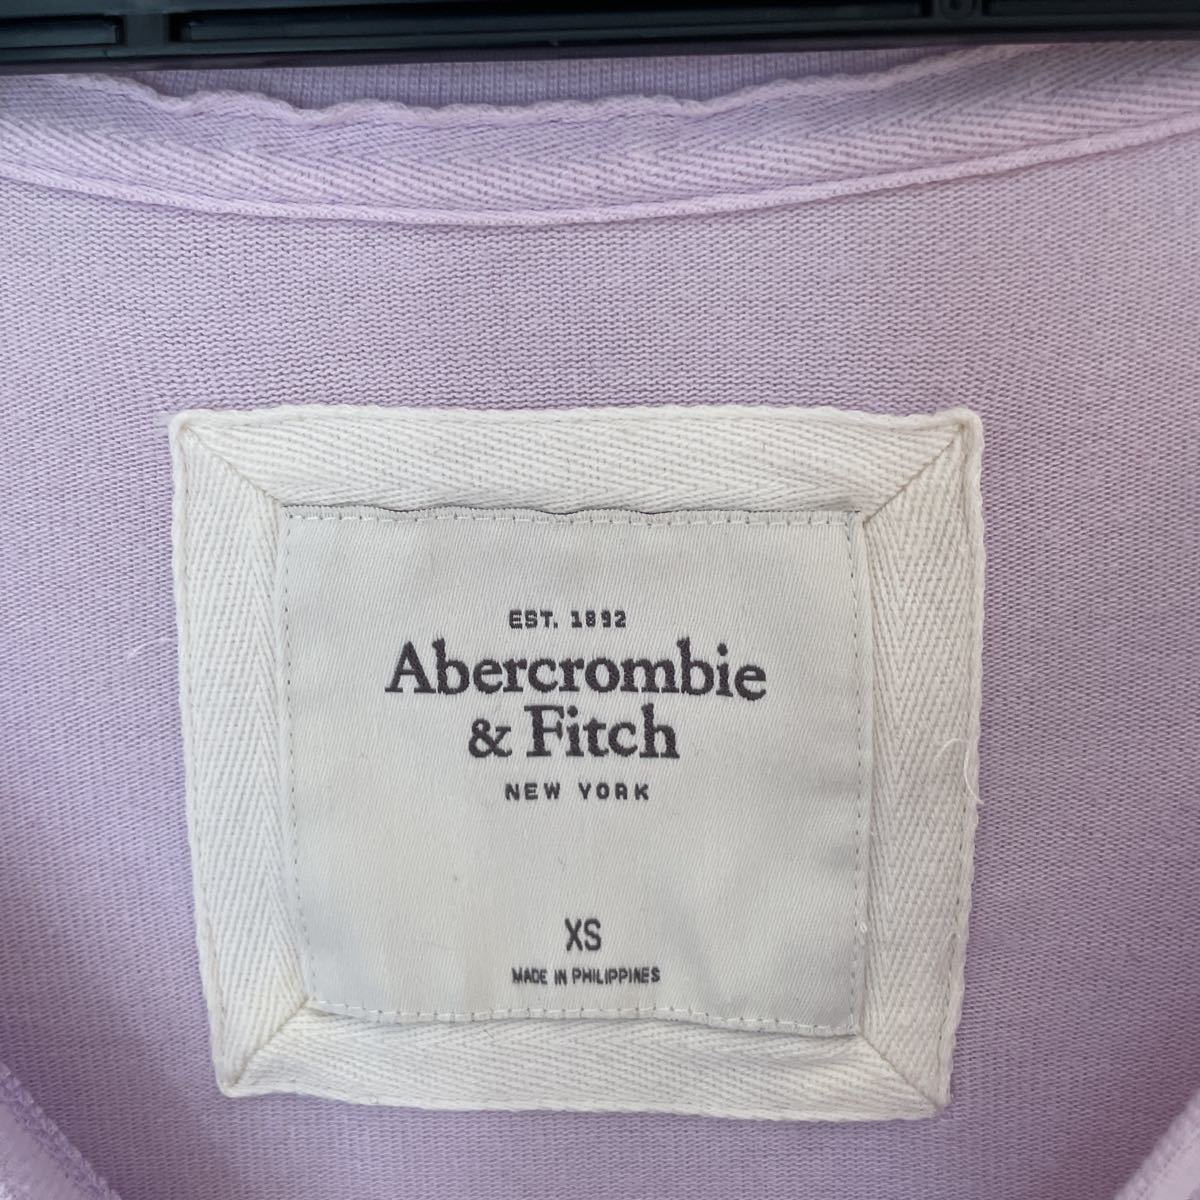 EST. 1892
Abercrombie
& Fitch
NEW YORK
XS
MADE IN PHILIPPINES